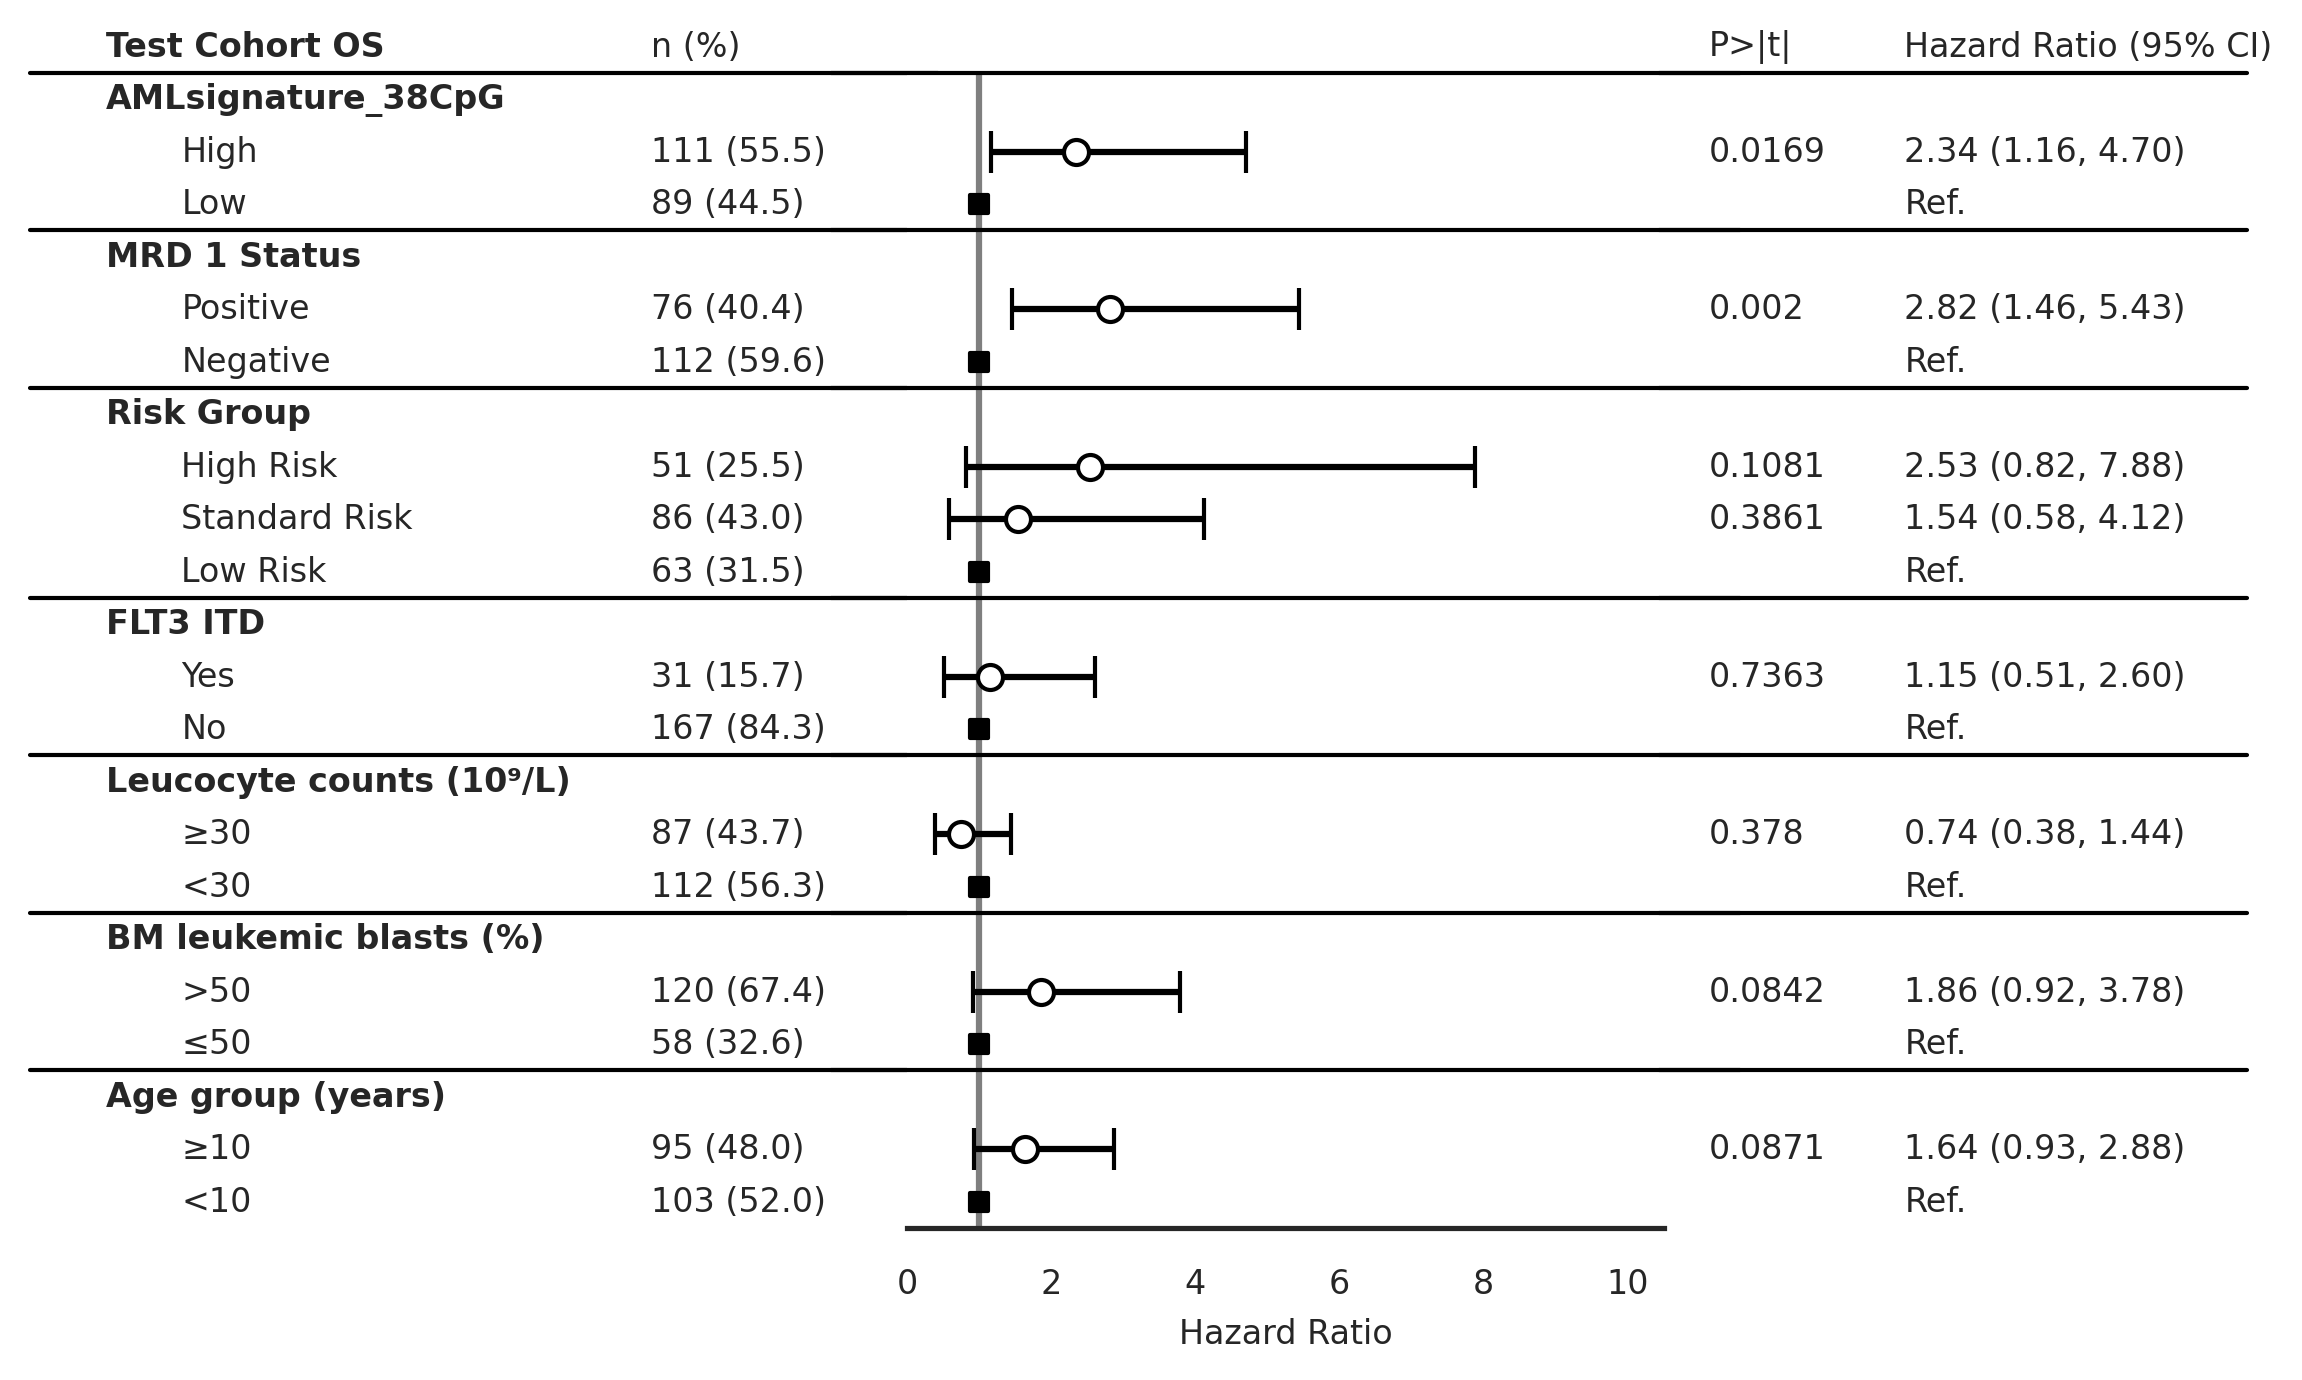 Test Cohort OS n (%) P>|t| Hazard Ratio (95% CI)
AMLsignature_38CpG
High 111 (55.5) 0.0169 2.34 (1.16, 4.70)
Low 89 (44.5) Ref.
MRD 1 Status
Positive 76 (40.4) 0.002 2.82 (1.46, 5.43)
Negative 112 (59.6) Ref.
Risk Group
High Risk 51 (25.5) 0.1081 2.53 (0.82, 7.88)
Standard Risk 86 (43.0) 0.3861 1.54 (0.58, 4.12)
Low Risk 63 (31.5) Ref.
FLT3 ITD
Yes 31 (15.7) 0.7363 1.15 (0.51, 2.60)
No 167 (84.3) Ref.
Leucocyte counts (10⁹/L)
≥30 87 (43.7) 0.378 0.74 (0.38, 1.44)
<30 112 (56.3) Ref.
BM leukemic blasts (%)
>50 120 (67.4) 0.0842 1.86 (0.92, 3.78)
≤50 58 (32.6) Ref.
Age group (years)
≥10 95 (48.0) 0.0871 1.64 (0.93, 2.88)
<10 103 (52.0) Ref.
0 2 4 6 8 10
Hazard Ratio